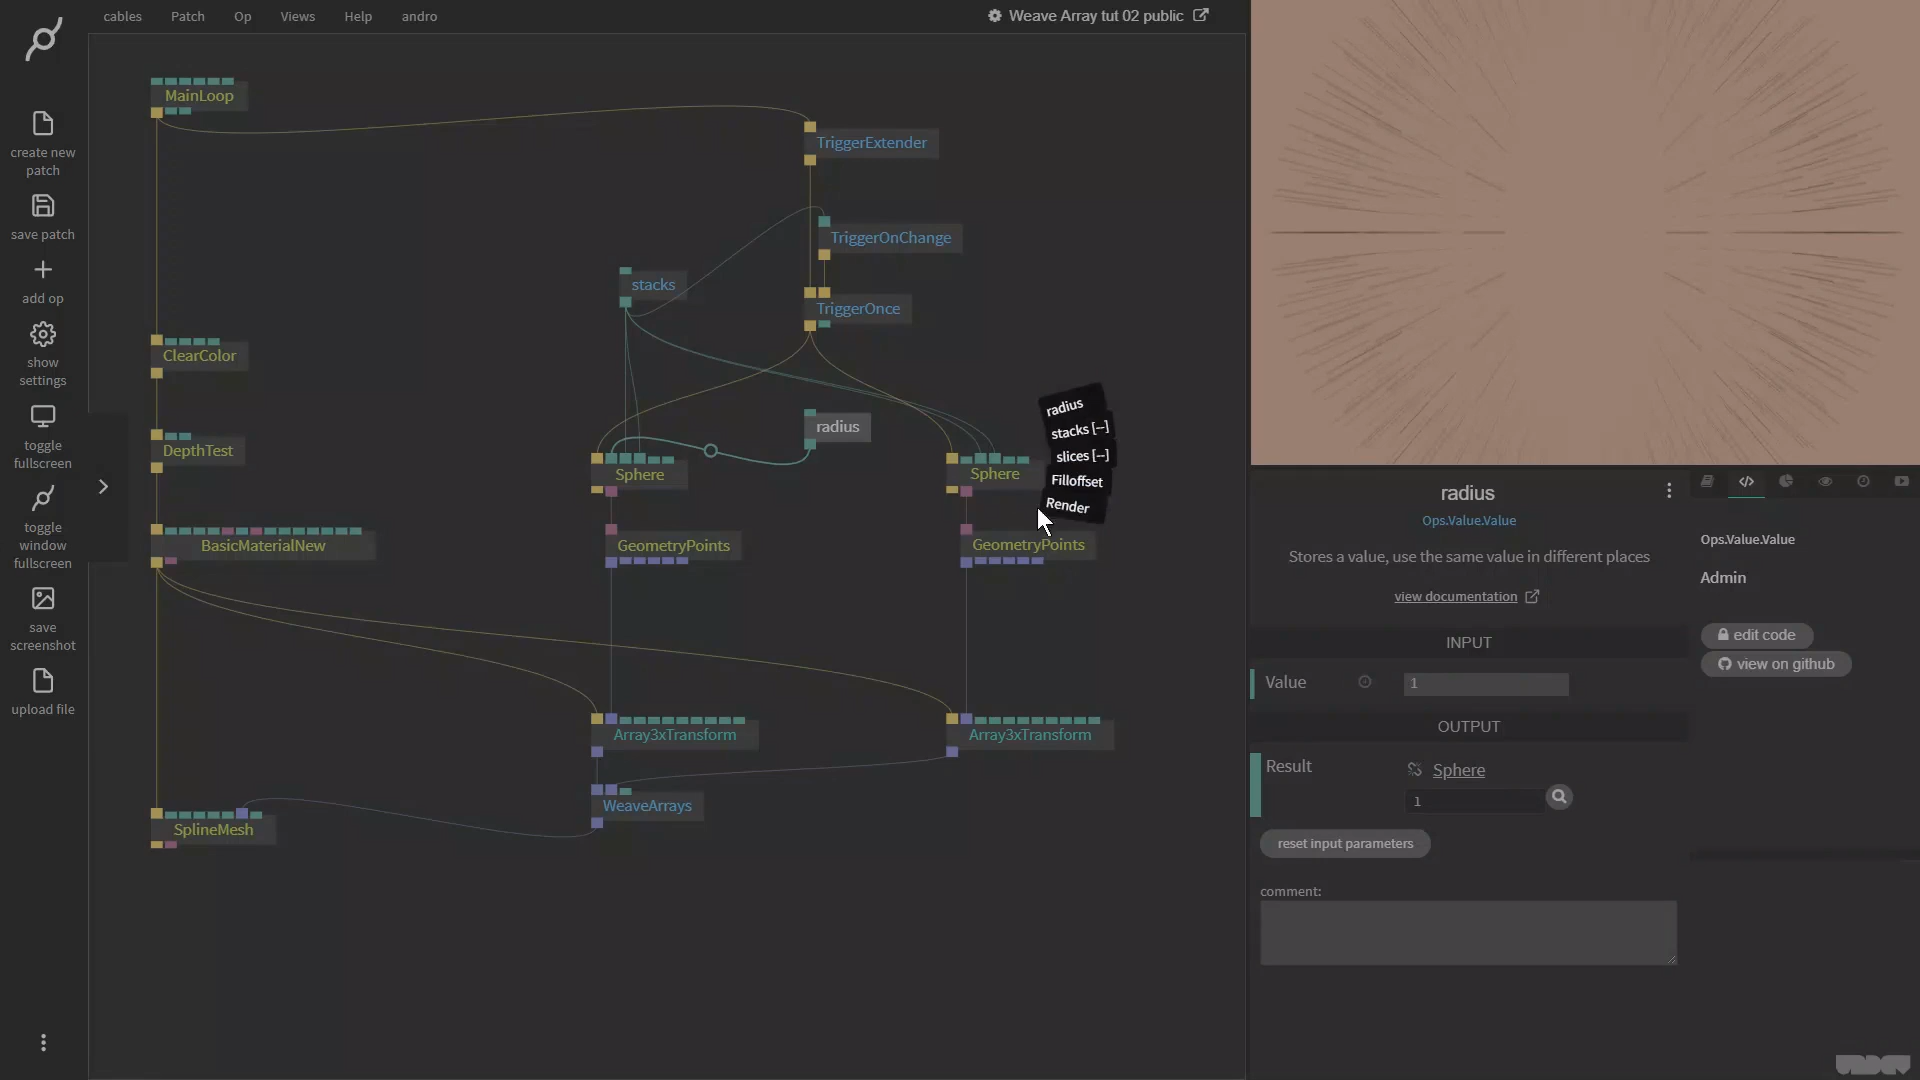 cables Patch Op Views Help andro
Weave Array tut 02 public
create new
patch
save patch
add op
show
settings
toggle
fullscreen
toggle
window
fullscreen
save
screenshot
upload file
MainLoop
TriggerExtender
TriggerOnChange
stacks
TriggerOnce
ClearColor
radius
DepthTest
Sphere
Sphere
radius
stacks [--]
slices [--]
Filloffset
Render
BasicMaterialNew
GeometryPoints
GeometryPoints
Array3xTransform
Array3xTransform
WeaveArrays
SplineMesh
radius
Ops.Value.Value
Stores a value, use the same value in different places
view documentation
INPUT
Value 1
OUTPUT
Result Sphere
1
reset input parameters
comment:
Ops.Value.Value
Admin
edit code
view on github